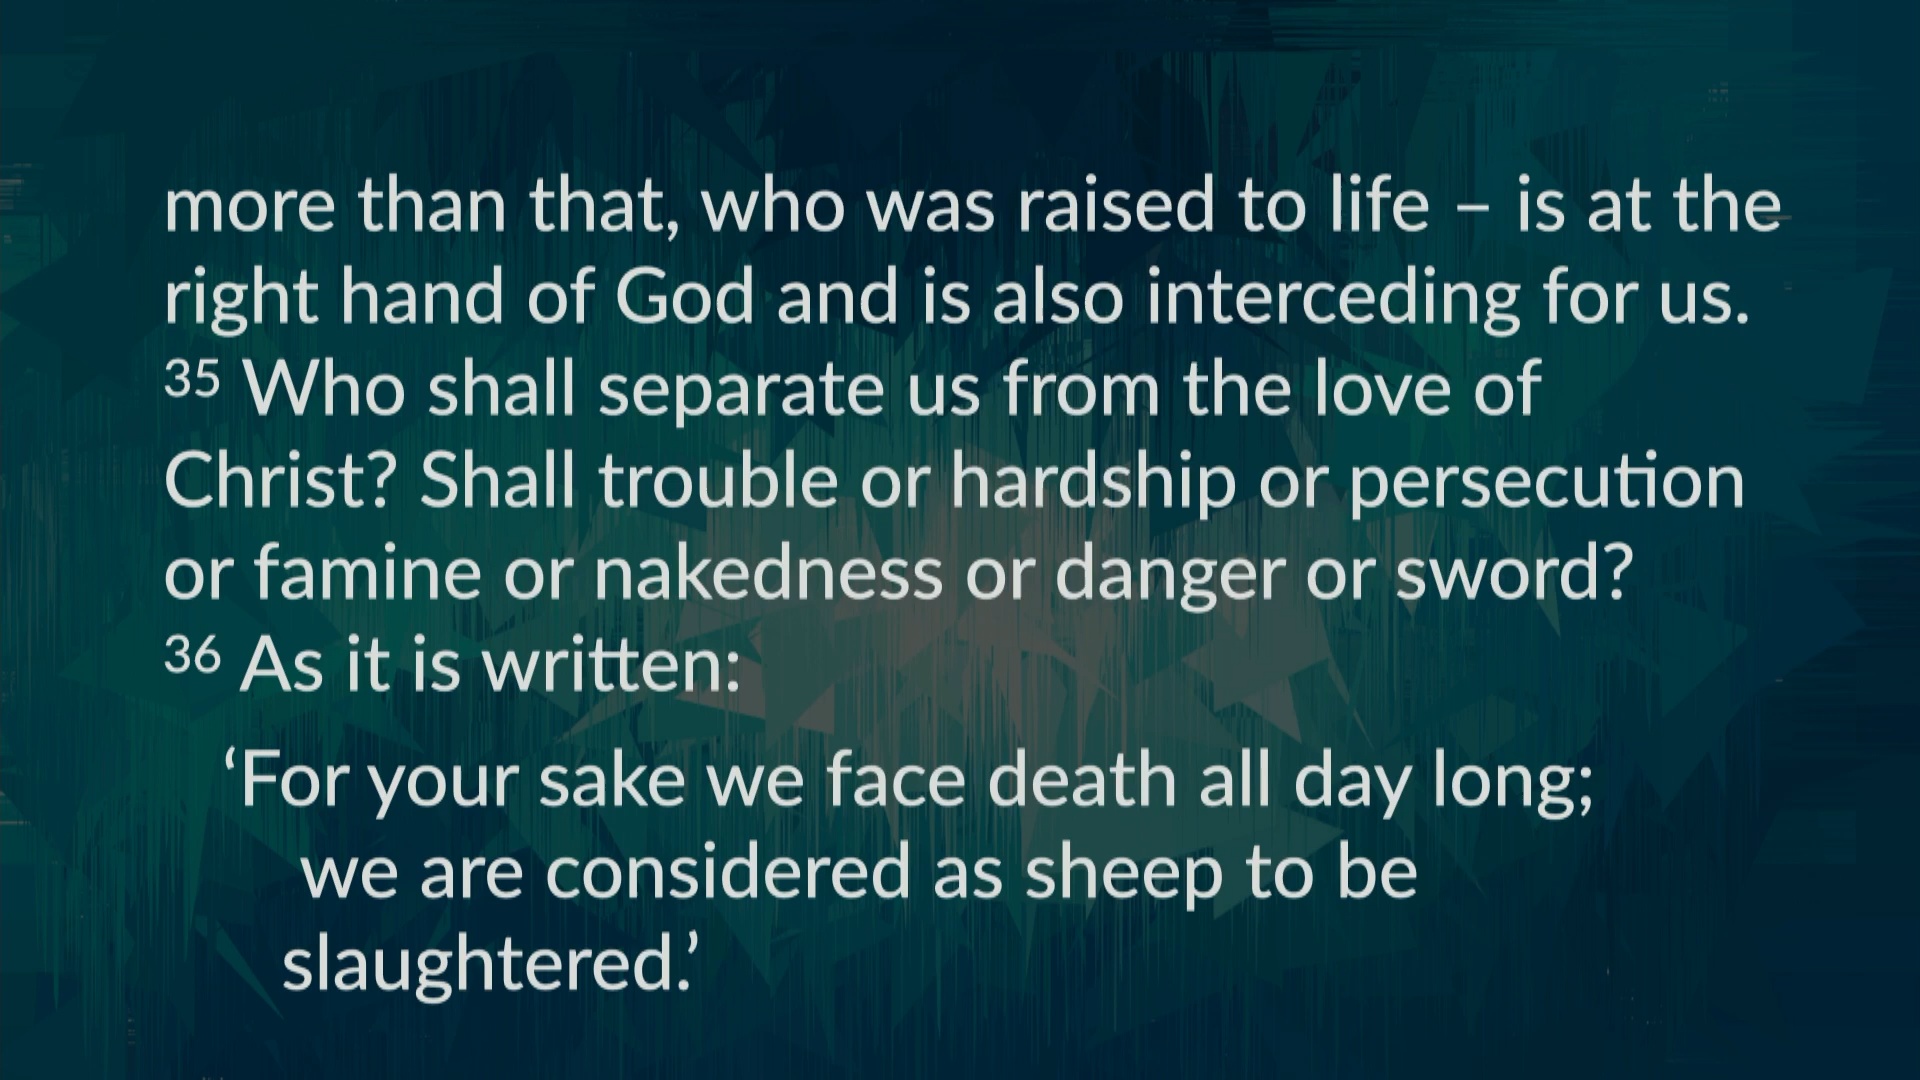 more than that, who was raised to life – is at the
right hand of God and is also interceding for us.
35 Who shall separate us from the love of
Christ? Shall trouble or hardship or persecution
or famine or nakedness or danger or sword?
36 As it is written:
‘For your sake we face death all day long;
we are considered as sheep to be
slaughtered.’